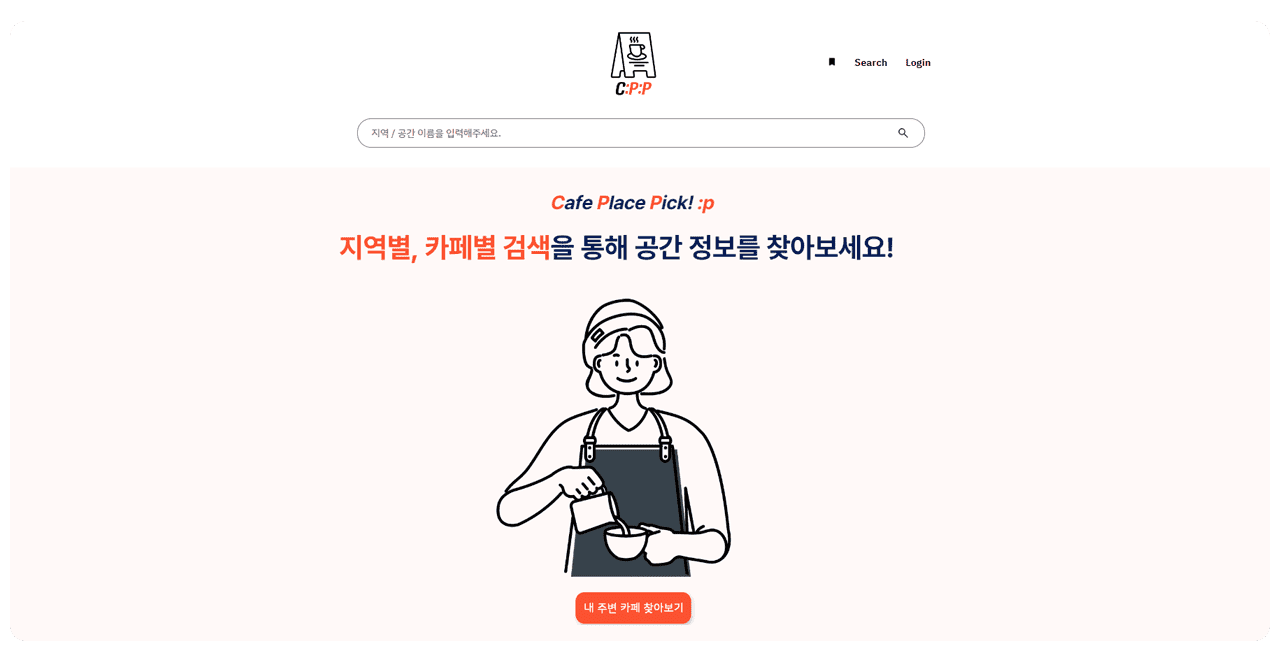 C:P:P
Search
Login
지역 / 공간 이름을 입력해주세요.
Cafe Place Pick! :p
지역별, 카페별 검색을 통해 공간 정보를 찾아보세요!
내 주변 카페 찾아보기